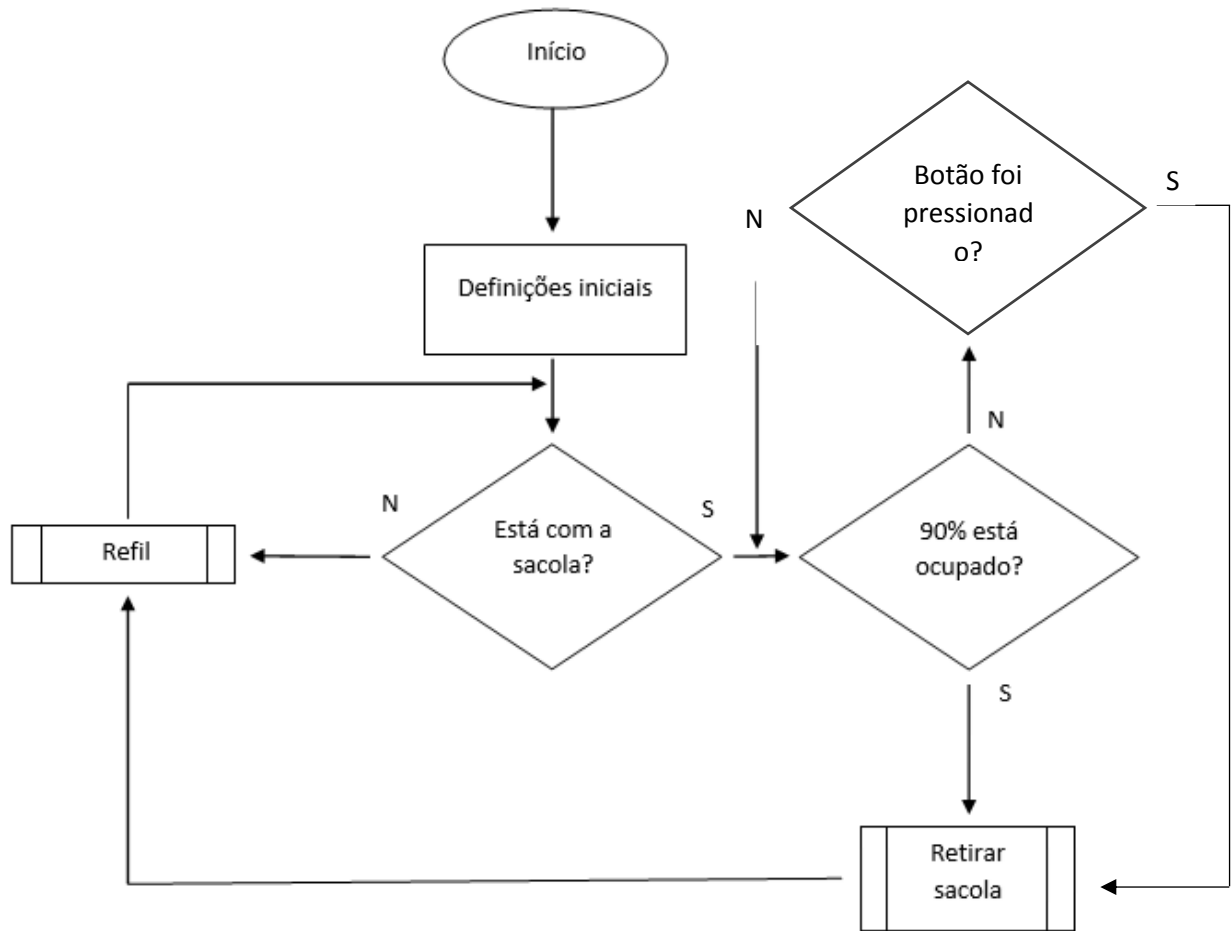 Início
Botão foi
pressionad
o?
S
N
Definições iniciais
N
N
S
Refil
Está com a
sacola?
90% está
ocupado?
S
Retirar
sacola